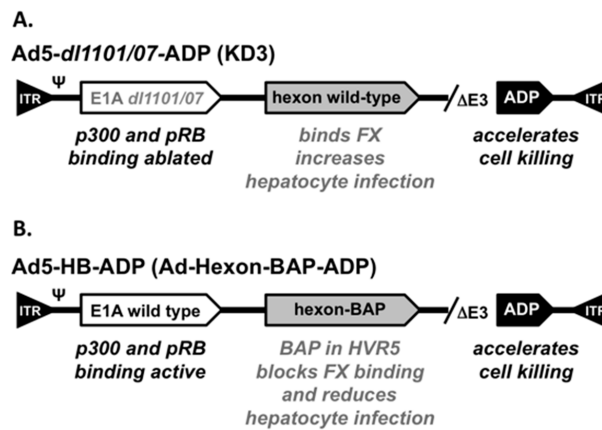 A.
Ad5-dl1101/07-ADP (KD3)
Ψ
ITR E1A dl1101/07 hexon wild-type ΔE3 ADP ITR
p300 and pRB binds FX accelerates
binding ablated increases cell killing
hepatocyte infection
B.
Ad5-HB-ADP (Ad-Hexon-BAP-ADP)
Ψ
ITR E1A wild type hexon-BAP ΔE3 ADP ITR
p300 and pRB BAP in HVR5 accelerates
binding active blocks FX binding cell killing
and reduces
hepatocyte infection